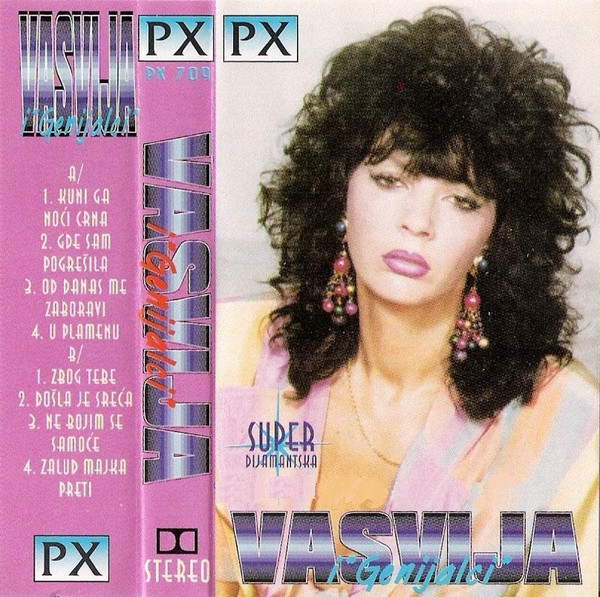 VASVIJA
i "Genijalci"
A/
1. KUNI GA
NOĆI CRNA
2. GDE SAM
POGREŠILA
3. OD DANAS ME
ZABORAVI
4. U PLAMENU
B/
1. ZBOG TEBE
2. DOŠLA JE SREĆA
3. NE BOJIM SE
SAMOĆE
4. ZALUD MAJKA
PRETI
PX
PX
PK 709
VASVIJA
i "Genijalci"
STEREO
PX
SUPER
DIJAMANTSKA
VASVIJA
i "Genijalci"